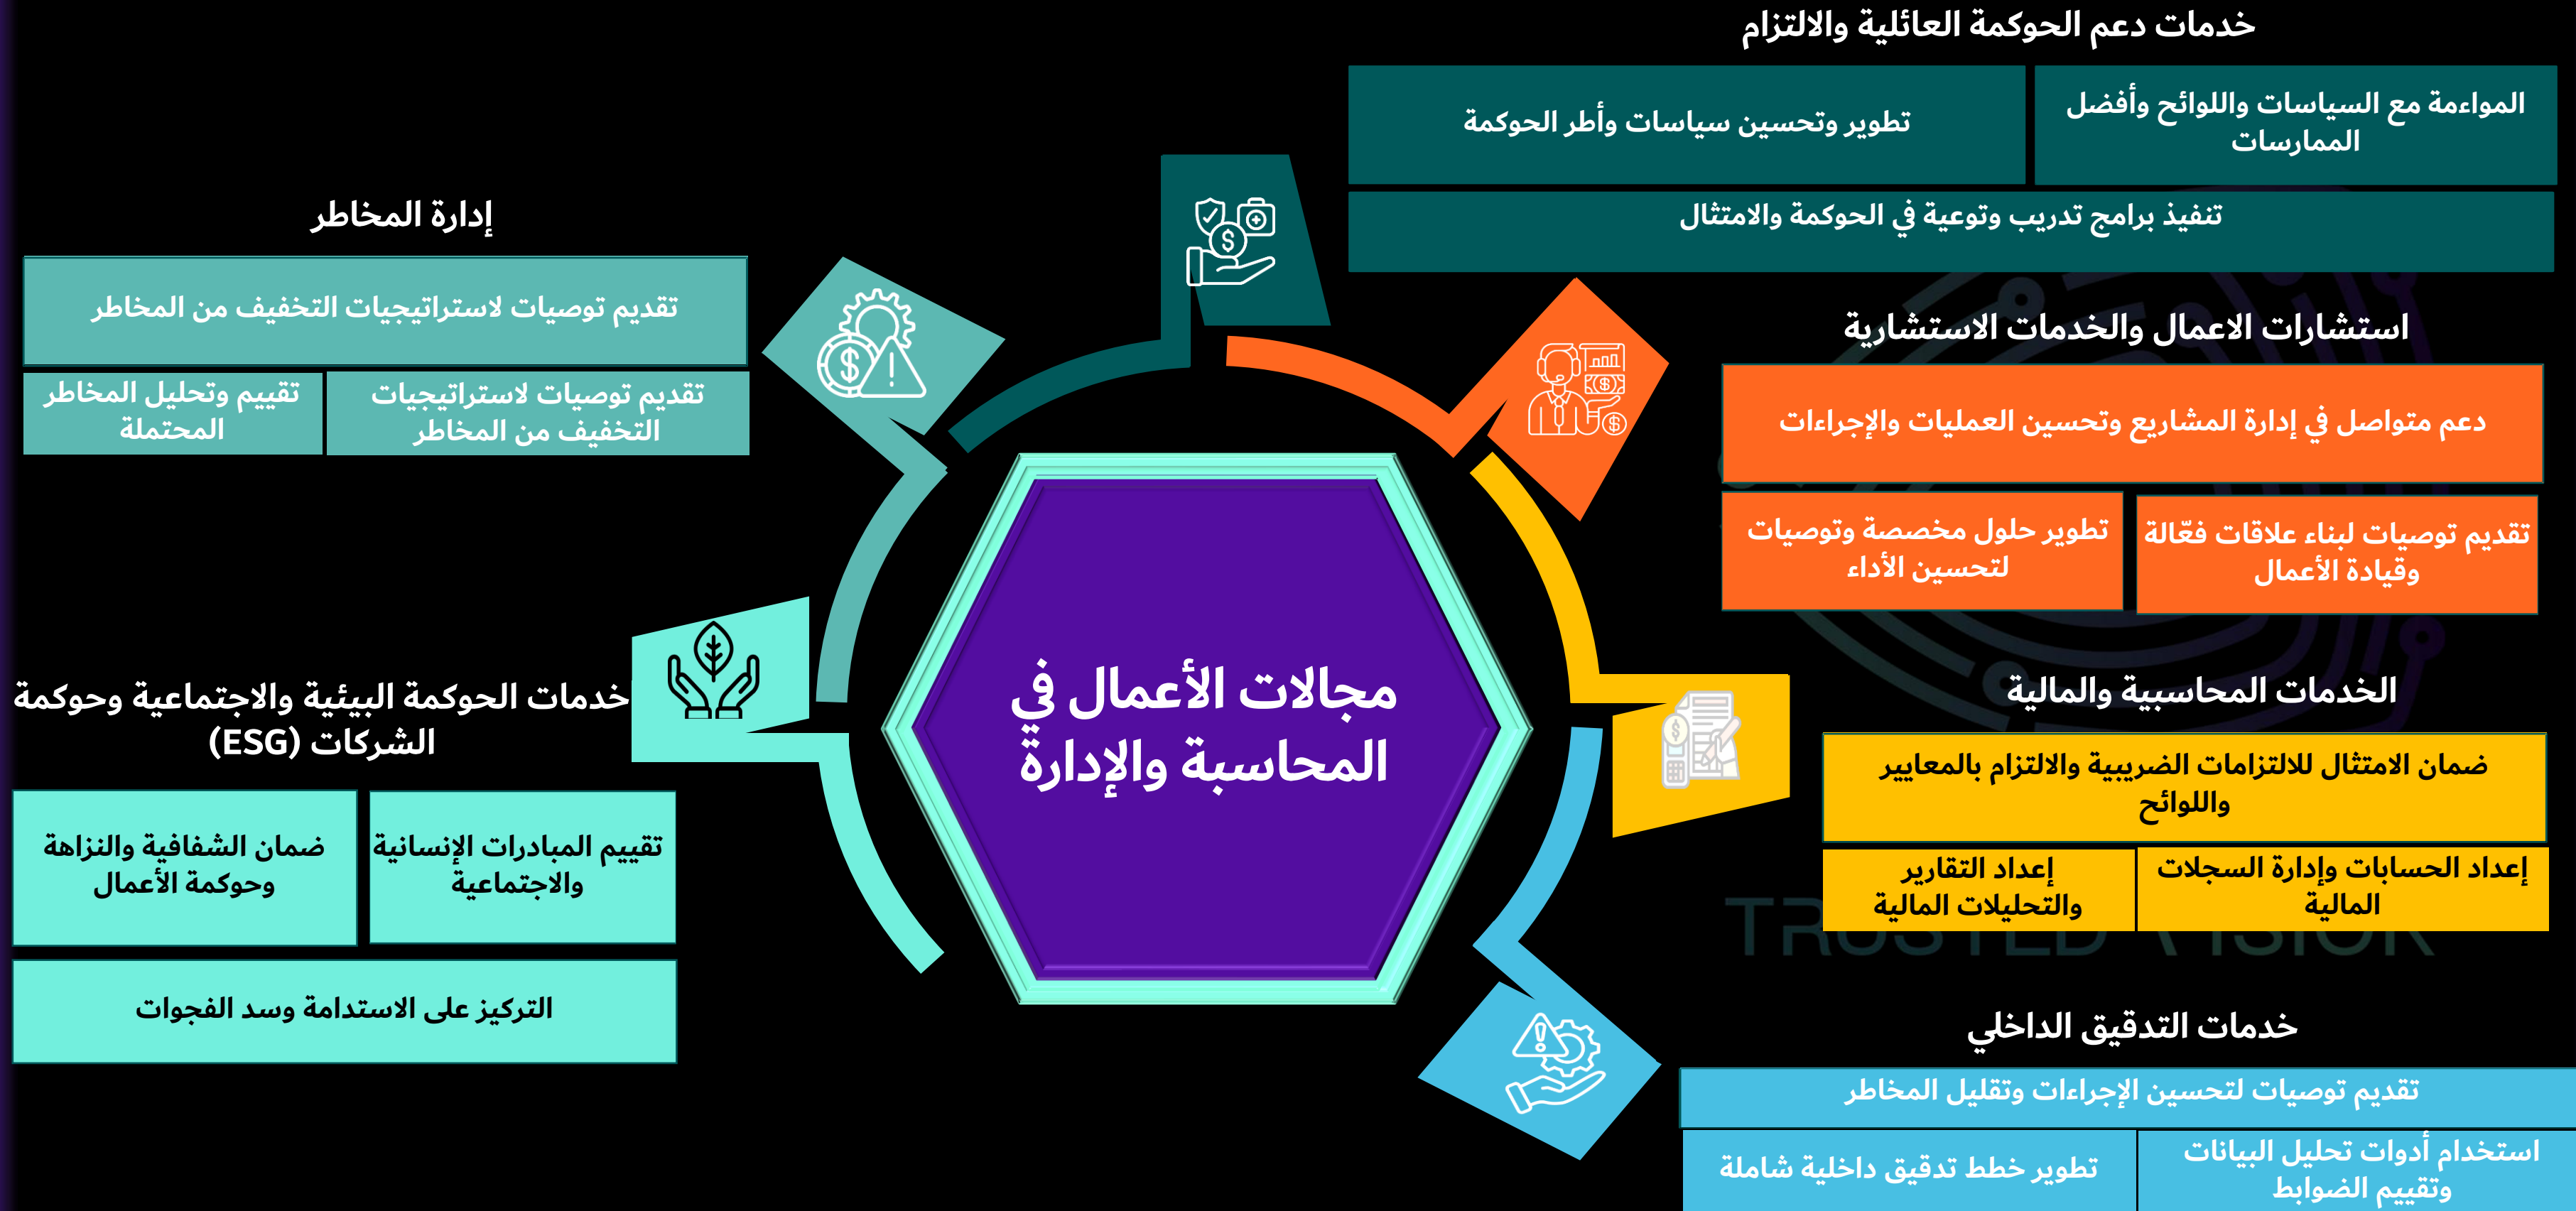 خدمات دعم الحوكمة العائلية والالتزام
المواءمة مع السياسات واللوائح وأفضل
الممارسات
تطوير وتحسين سياسات وأطر الحوكمة
تنفيذ برامج تدريب وتوعية في الحوكمة والامتثال
استشارات الاعمال والخدمات الاستشارية
دعم متواصل في إدارة المشاريع وتحسين العمليات والإجراءات
تقديم توصيات لبناء علاقات فعّالة
وقيادة الأعمال
تطوير حلول مخصصة وتوصيات
لتحسين الأداء
الخدمات المحاسبية والمالية
ضمان الامتثال للالتزامات الضريبية والالتزام بالمعايير
واللوائح
إعداد الحسابات وإدارة السجلات
المالية
إعداد التقارير
والتحليلات المالية
خدمات التدقيق الداخلي
تقديم توصيات لتحسين الإجراءات وتقليل المخاطر
استخدام أدوات تحليل البيانات
وتقييم الضوابط
تطوير خطط تدقيق داخلية شاملة
مجالات الأعمال في
المحاسبة والإدارة
إدارة المخاطر
تقديم توصيات لاستراتيجيات التخفيف من المخاطر
تقديم توصيات لاستراتيجيات
التخفيف من المخاطر
تقييم وتحليل المخاطر
المحتملة
خدمات الحوكمة البيئية والاجتماعية وحوكمة
الشركات (ESG)
تقييم المبادرات الإنسانية
والاجتماعية
ضمان الشفافية والنزاهة
وحوكمة الأعمال
التركيز على الاستدامة وسد الفجوات
TRUSTED VISION